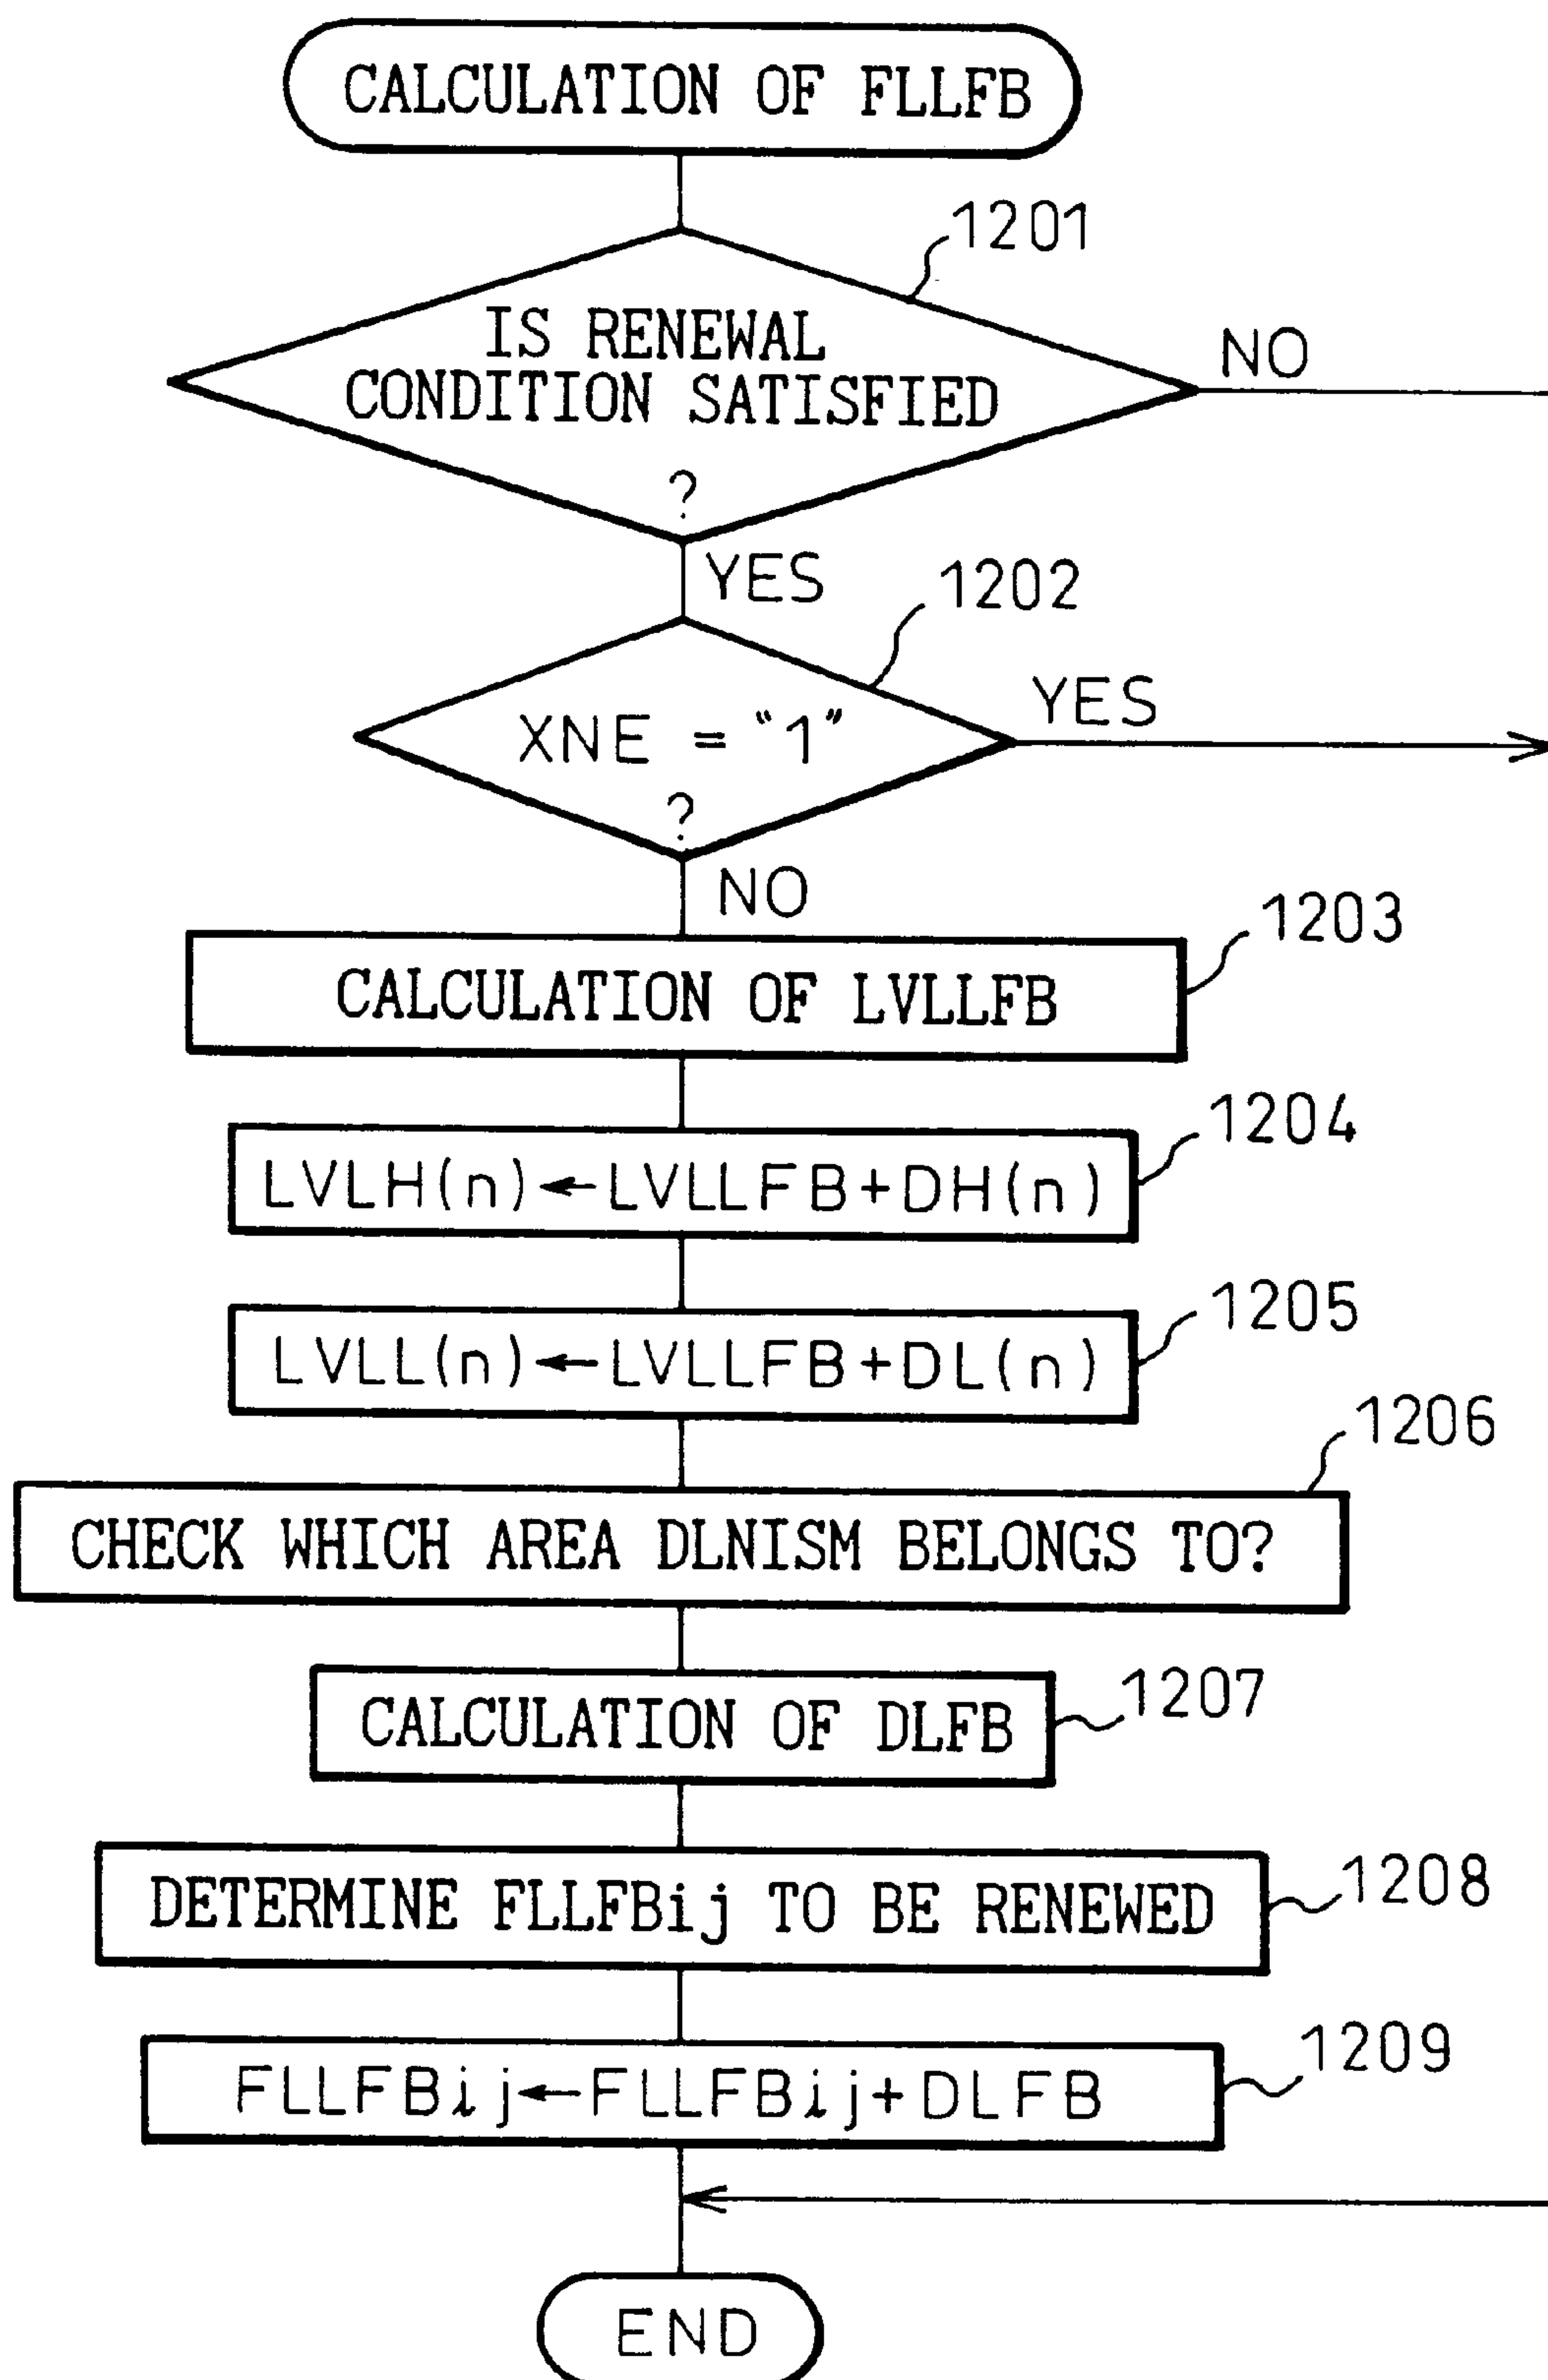 CALCULATION OF FLLFB
1201
IS RENEWAL
CONDITION SATISFIED
?
NO
YES
1202
XNE = “1”
?
YES
NO
1203
CALCULATION OF LVLLFB
1204
LVLH(n)←LVLLFB+DH(n)
1205
LVLL(n)←LVLLFB+DL(n)
1206
CHECK WHICH AREA DLNISM BELONGS TO?
1207
CALCULATION OF DLFB
1208
DETERMINE FLLFBij TO BE RENEWED
1209
FLLFBij←FLLFBij+DLFB
END